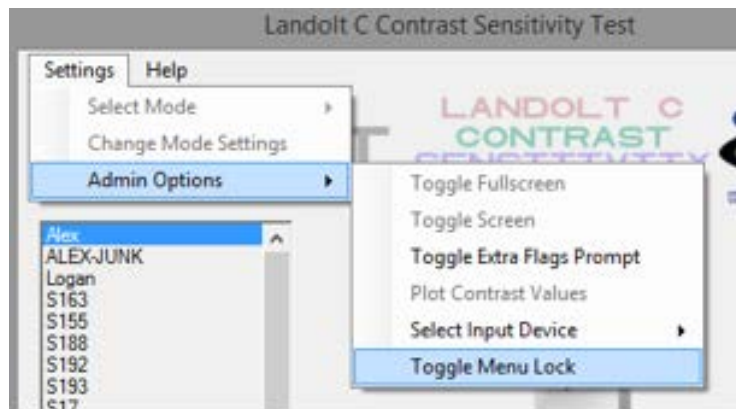 Landolt C Contrast Sensitivity Test
Settings Help
Select Mode
Change Mode Settings
Admin Options
LANDOLT C
CONTRAST
SENSITIVITY
Toggle Fullscreen
Toggle Screen
Toggle Extra Flags Prompt
Plot Contrast Values
Select Input Device
Toggle Menu Lock
Alex
ALEX-JUNK
Logan
S163
S155
S188
S192
S193
S17